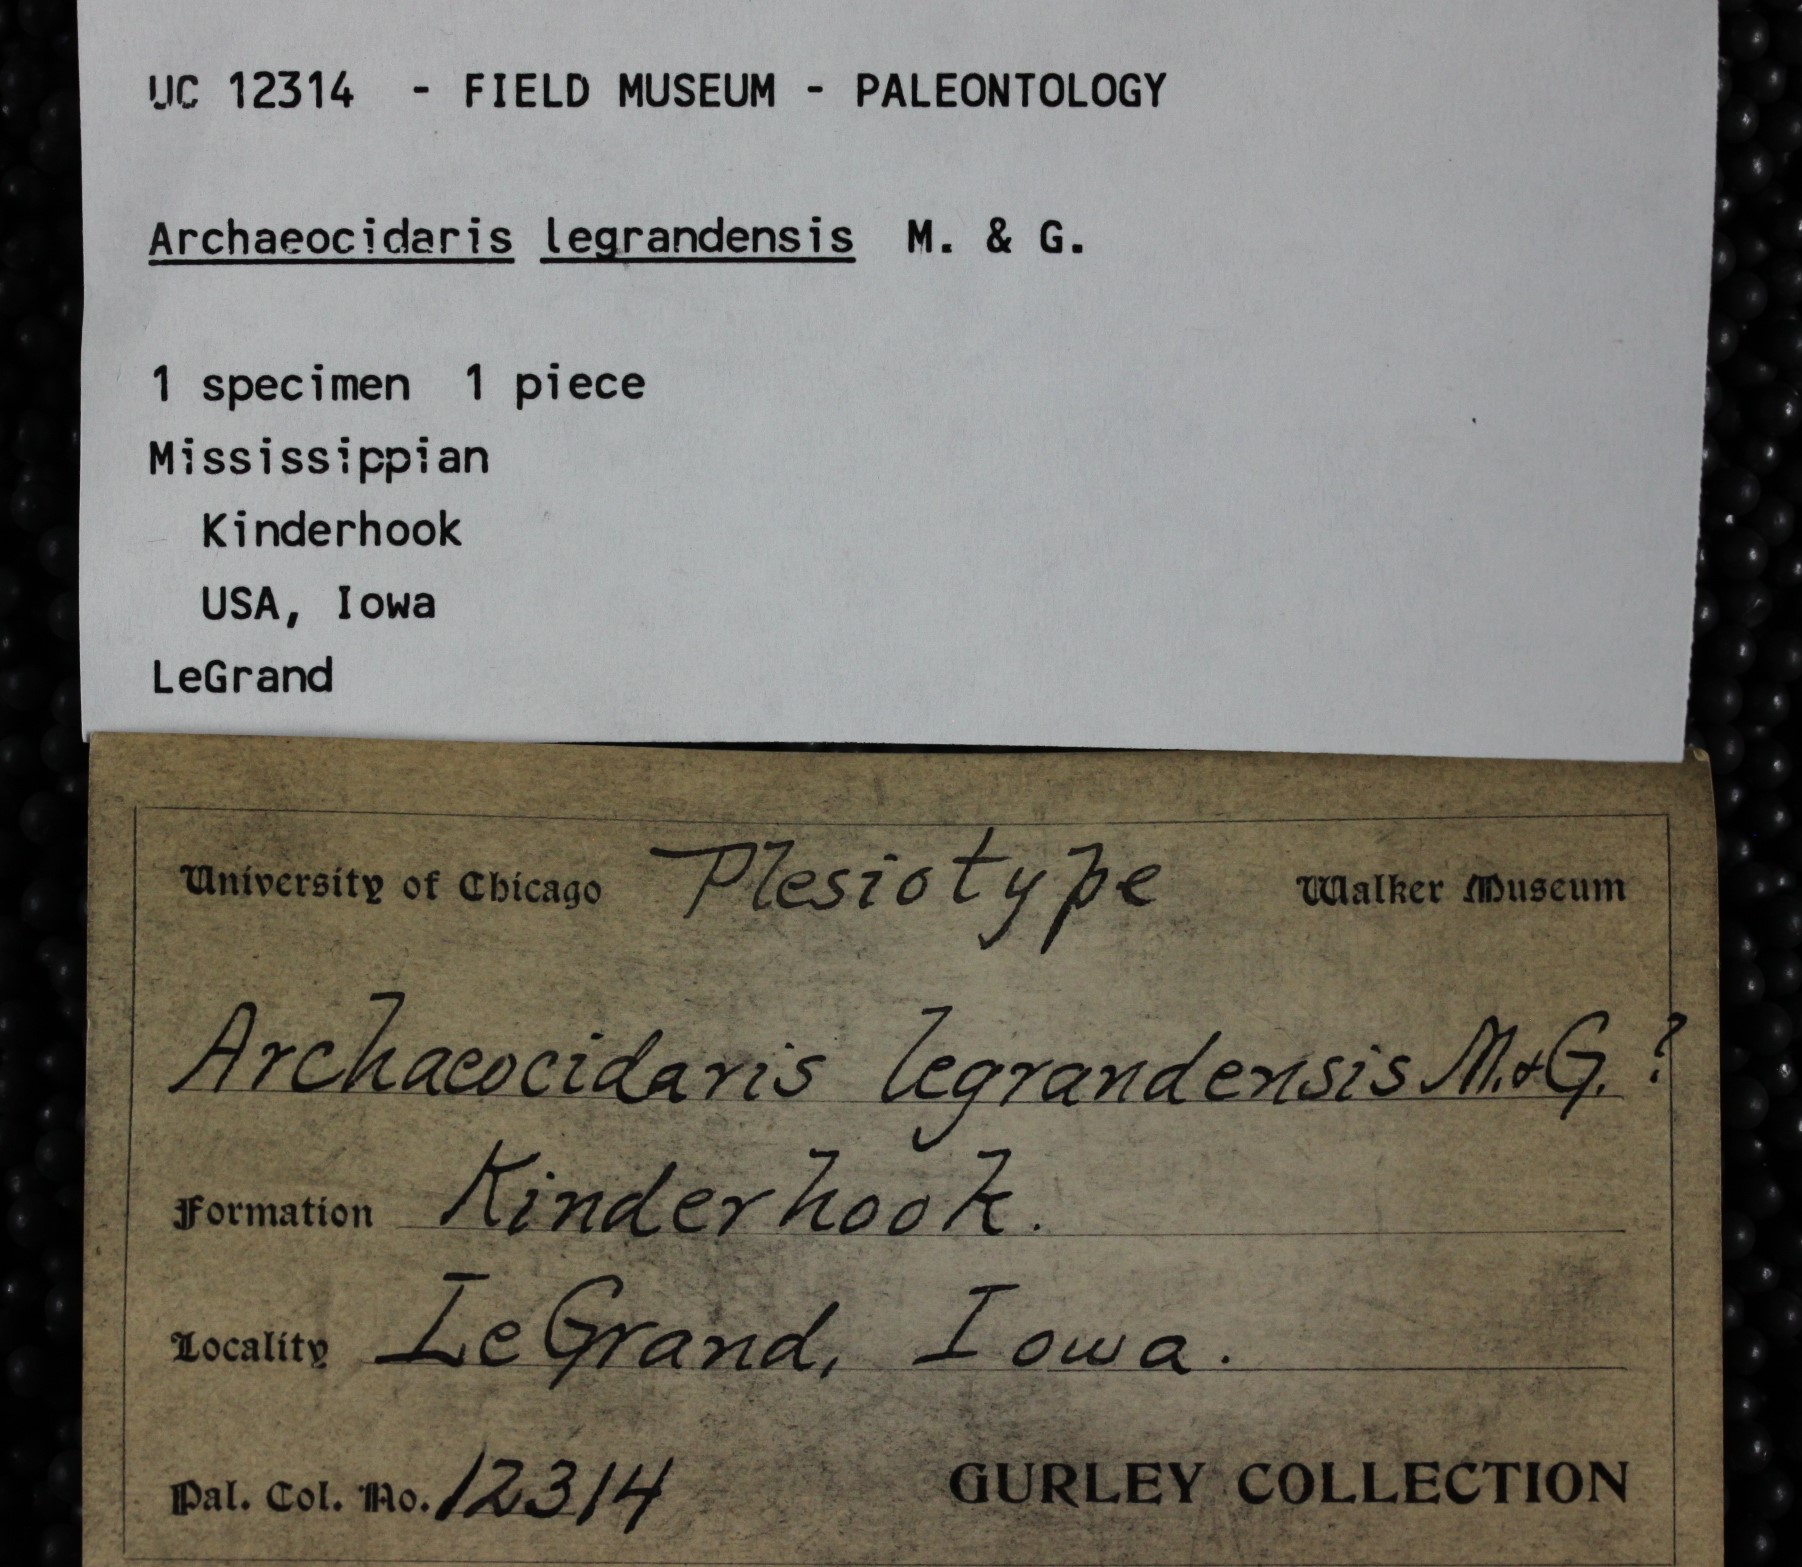 UC 12314 - FIELD MUSEUM - PALEONTOLOGY
Archaeocidaris legrandensis M. & G.
1 specimen 1 piece
Mississippian
Kinderhook
USA, Iowa
LeGrand
University of Chicago Plesiotype Walker Museum
Archaeocidaris legrandensis M. & G. ?
Formation Kinderhook.
Locality LeGrand, Iowa.
Pal. Col. No. 12314 GURLEY COLLECTION